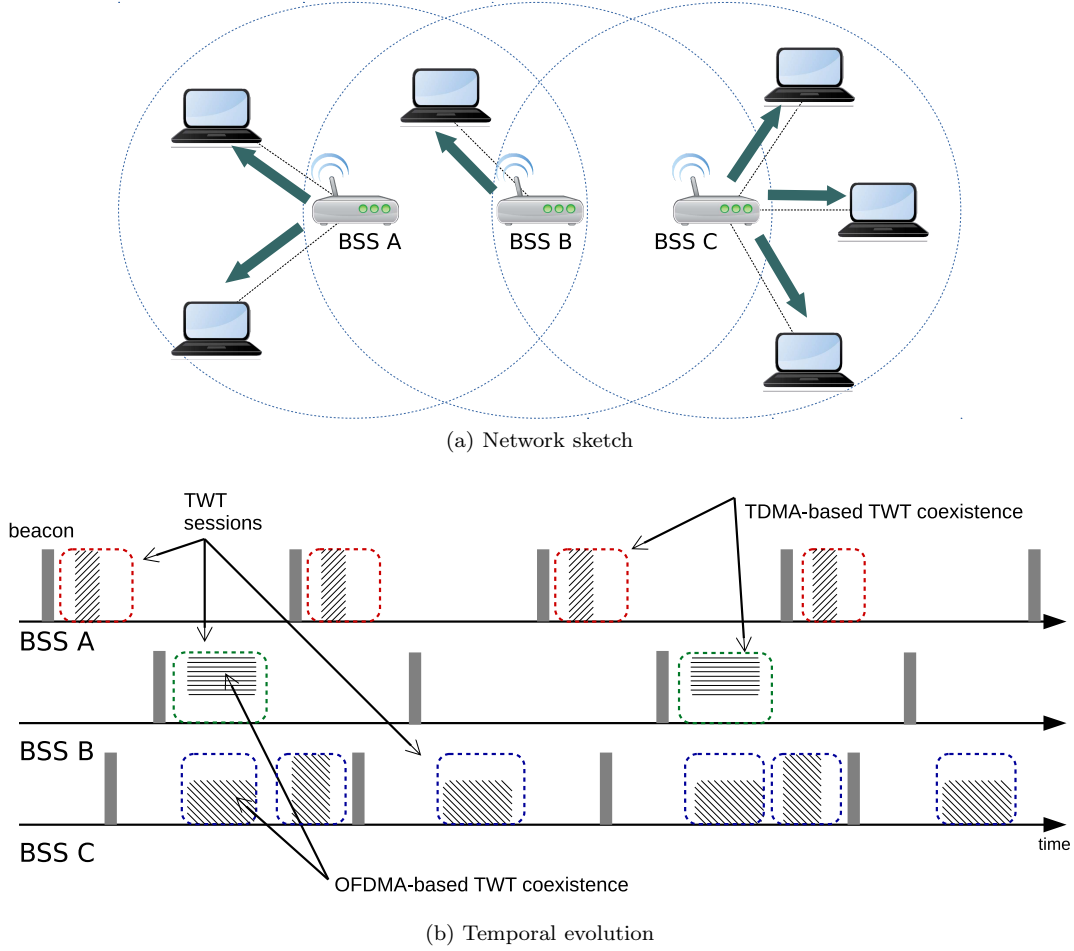 BSS A
BSS B
BSS C
(a) Network sketch
TWT
sessions
TDMA-based TWT coexistence
beacon
BSS A
BSS B
BSS C
time
OFDMA-based TWT coexistence
(b) Temporal evolution